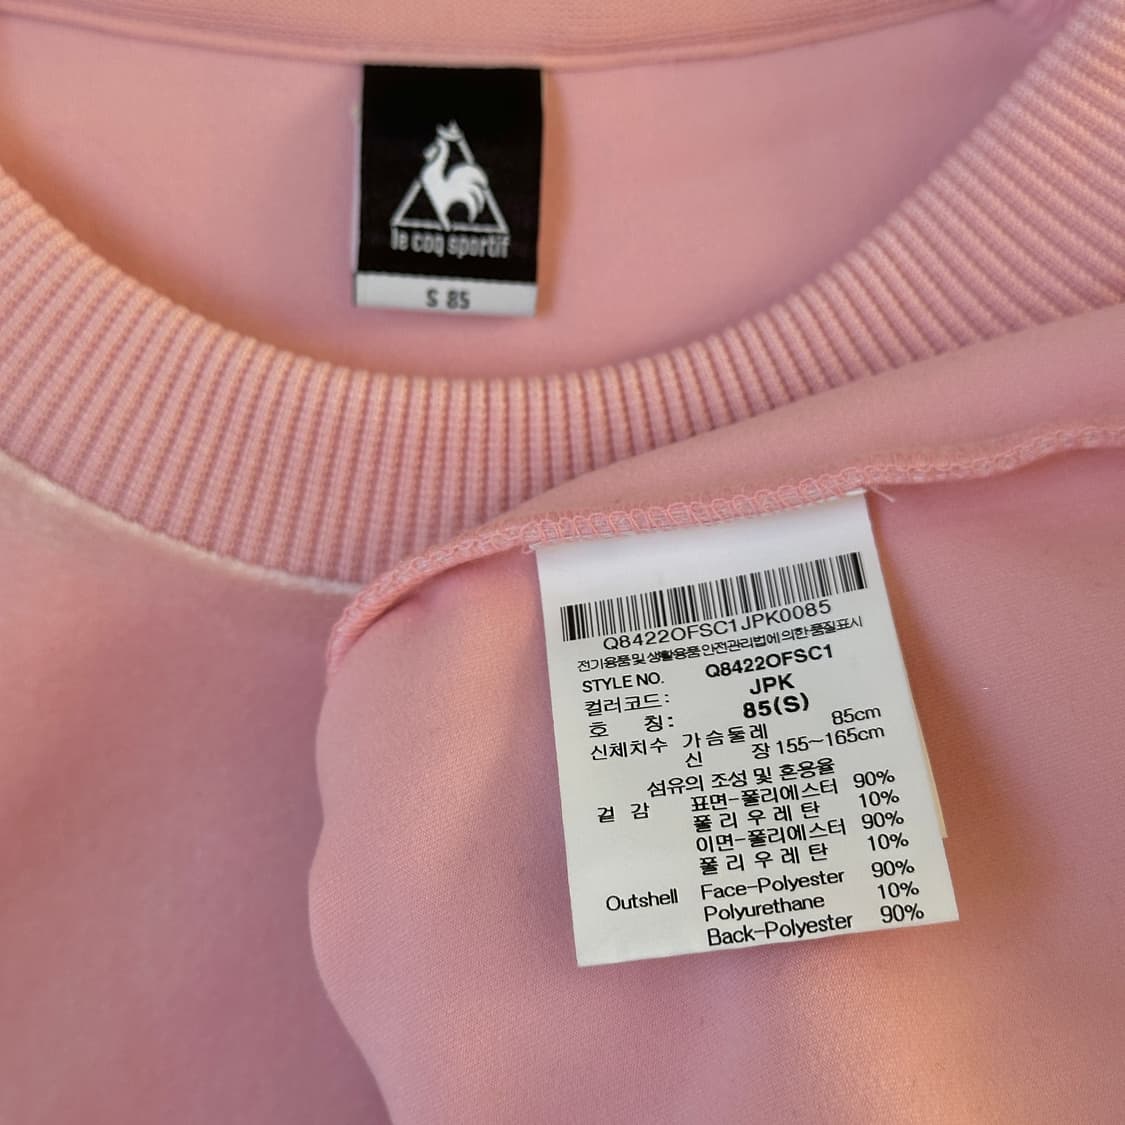 le coq sportif
S 85
Q8422OFSC1JPK0085
전기용품및 생활용품 안전관리법에 의한 품질표시
STYLE NO. Q8422OFSC1
컬러코드: JPK
호 칭: 85(S)
신체치수 가슴둘레 85cm
신 장 155~165cm
섬유의 조성 및 혼용율
겉 감 표면-폴리에스터 90%
폴 리 우 레 탄 10%
이면-폴리에스터 90%
폴 리 우 레 탄 10%
Outshell Face-Polyester 90%
Polyurethane 10%
Back-Polyester 90%